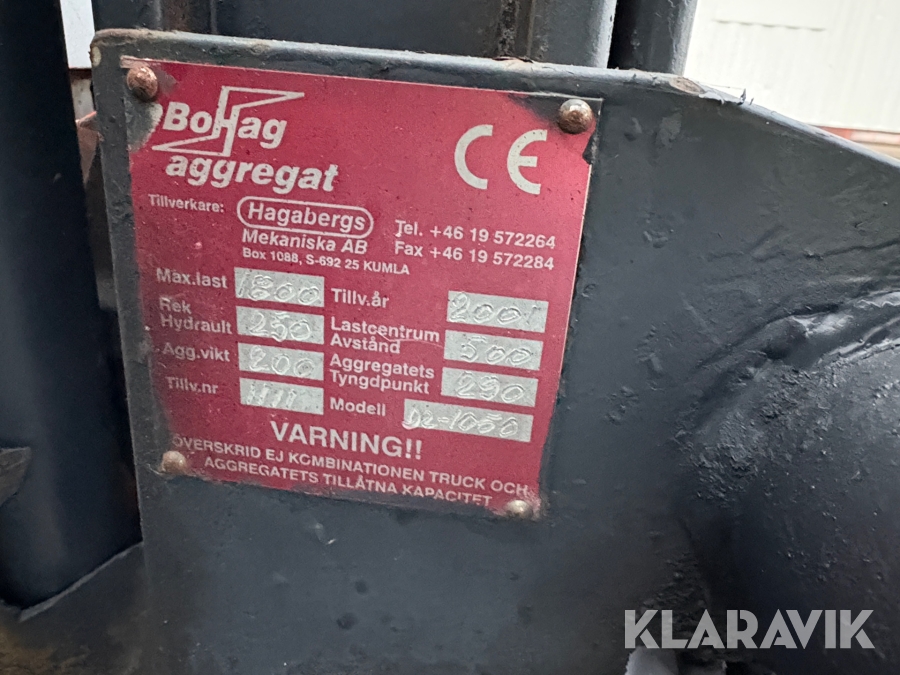 BoHag
aggregat
CE
Tillverkare: Hagabergs
Mekaniska AB
Box 1088, S-692 25 KUMLA
Tel. +46 19 572264
Fax +46 19 572284
Max.last 1800 Tillv.år 2001
Rek
Hydrault 250 Lastcentrum
Avstånd 500
Agg.vikt 200 Aggregatets
Tyngdpunkt 290
Tillv.nr Modell
VARNING!!
ÖVERSKRID EJ KOMBINATIONEN TRUCK OCH
AGGREGATETS TILLÅTNA KAPACITET
KLARAVIK